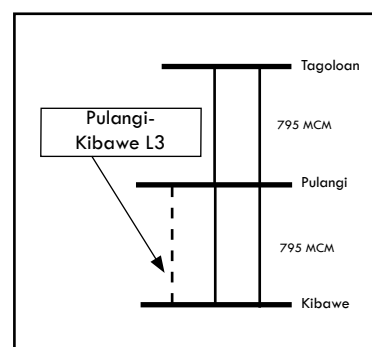 Tagoloan
Pulangi-
Kibawe L3
795 MCM
Pulangi
795 MCM
Kibawe